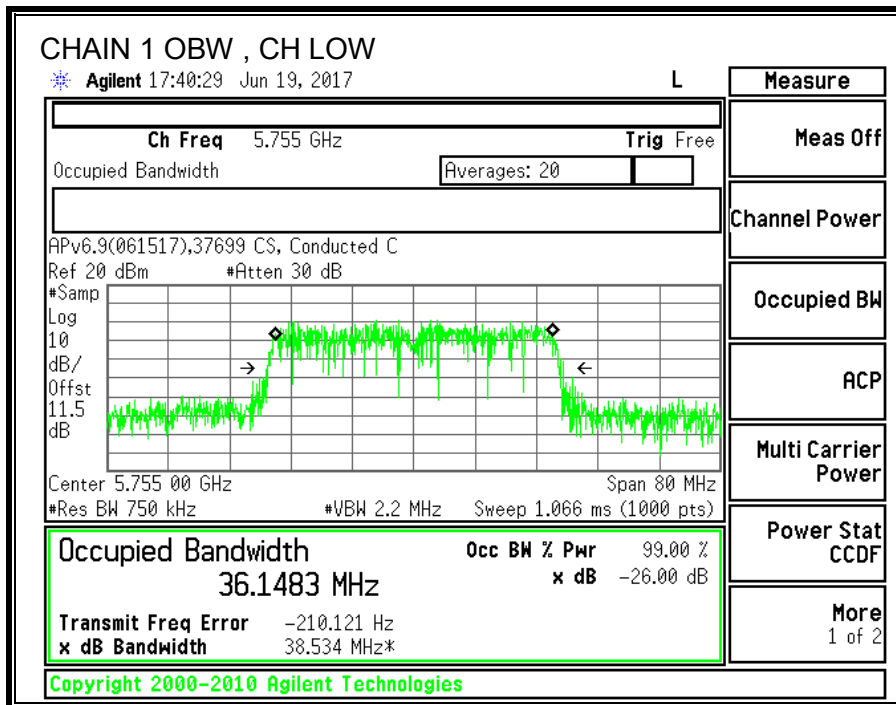 CHAIN 1 OBW , CH LOW
Agilent 17:40:29 Jun 19, 2017 L
Measure
Ch Freq 5.755 GHz Trig Free
Occupied Bandwidth Averages: 20
APv6.9(061517),37699 CS, Conducted C
Ref 20 dBm #Atten 30 dB
#Samp
Log
10
dB/
Offst
11.5
dB
Center 5.755 00 GHz Span 80 MHz
#Res BW 750 kHz #VBW 2.2 MHz Sweep 1.066 ms (1000 pts)
Occupied Bandwidth Occ BW % Pwr 99.00 %
36.1483 MHz x dB -26.00 dB
Transmit Freq Error -210.121 Hz
x dB Bandwidth 38.534 MHz*
Copyright 2000-2010 Agilent Technologies
Meas Off
Channel Power
Occupied BW
ACP
Multi Carrier
Power
Power Stat
CCDF
More
1 of 2